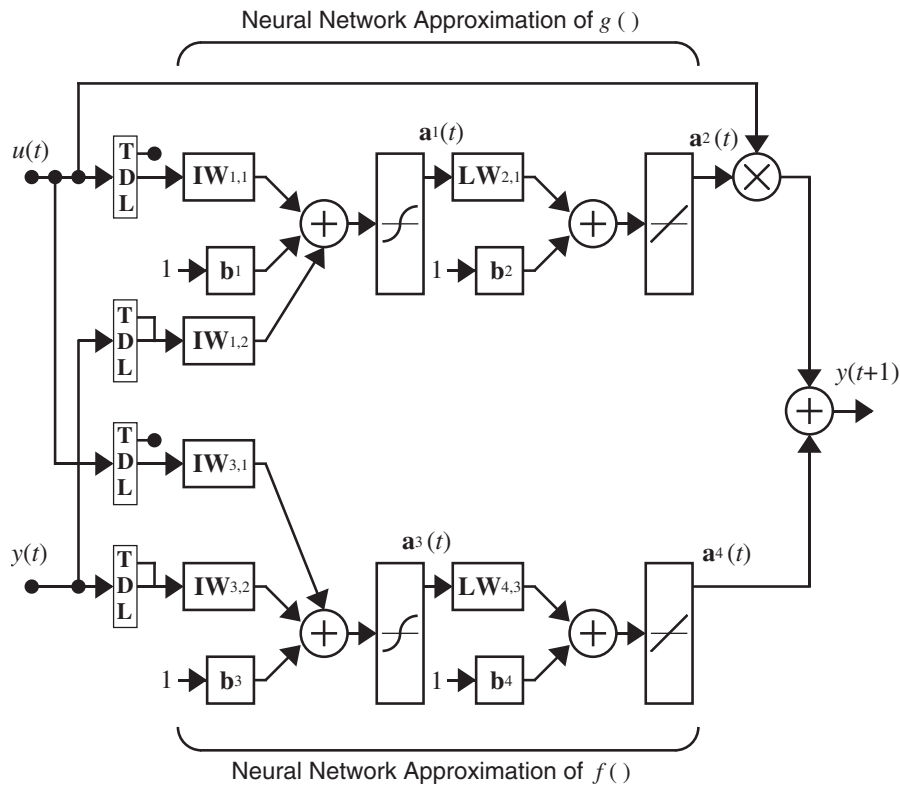 Neural Network Approximation of g ( )
a1(t)
a2 (t)
u(t)
T
D
L
IW1,1
LW2,1
1
b1
1
b2
T
D
L
IW1,2
y(t+1)
T
D
L
IW3,1
y(t)
a3 (t)
a4 (t)
T
D
L
IW3,2
LW4,3
1
b3
1
b4
Neural Network Approximation of f ( )